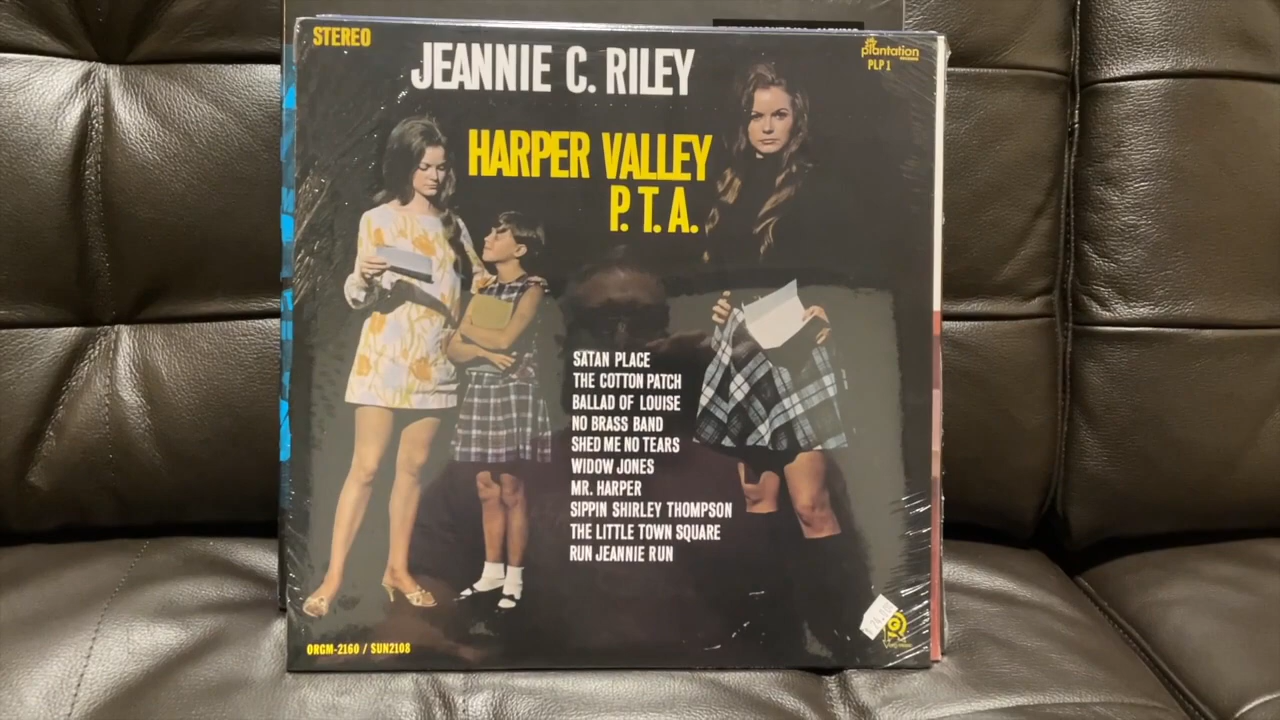 STEREO
JEANNIE C. RILEY
plantation
PLP 1
HARPER VALLEY
P. T. A.
SATAN PLACE
THE COTTON PATCH
BALLAD OF LOUISE
NO BRASS BAND
SHED ME NO TEARS
WIDOW JONES
MR. HARPER
SIPPIN SHIRLEY THOMPSON
THE LITTLE TOWN SQUARE
RUN JEANNIE RUN
ORGM-2160 / SUN2108